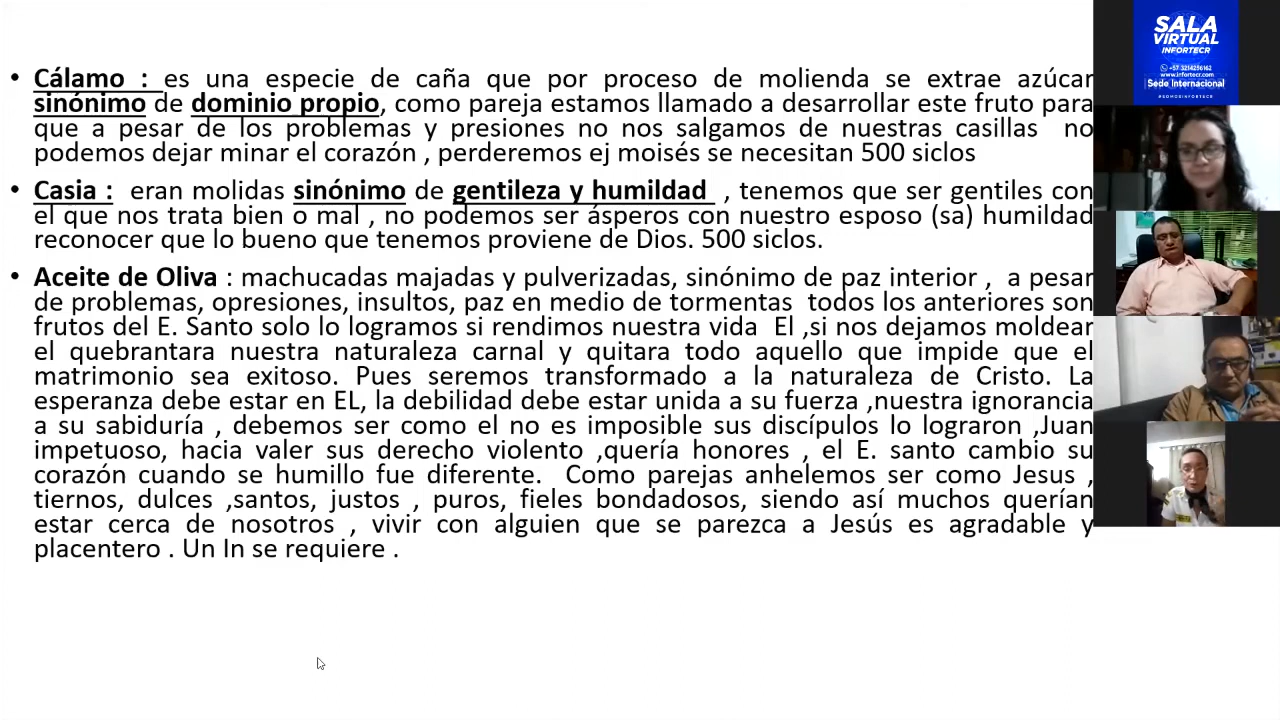 • Cálamo : es una especie de caña que por proceso de molienda se extrae azúcar
sinónimo de dominio propio, como pareja estamos llamado a desarrollar este fruto para
que a pesar de los problemas y presiones no nos salgamos de nuestras casillas no
podemos dejar minar el corazón , perderemos ej moisés se necesitan 500 siclos
• Casia : eran molidas sinónimo de gentileza y humildad , tenemos que ser gentiles con
el que nos trata bien o mal , no podemos ser ásperos con nuestro esposo (sa) humildad
reconocer que lo bueno que tenemos proviene de Dios. 500 siclos.
• Aceite de Oliva : machucadas majadas y pulverizadas, sinónimo de paz interior , a pesar
de problemas, opresiones, insultos, paz en medio de tormentas todos los anteriores son
frutos del E. Santo solo lo logramos si rendimos nuestra vida El ,si nos dejamos moldear
el quebrantara nuestra naturaleza carnal y quitara todo aquello que impide que el
matrimonio sea exitoso. Pues seremos transformado a la naturaleza de Cristo. La
esperanza debe estar en EL, la debilidad debe estar unida a su fuerza ,nuestra ignorancia
a su sabiduría , debemos ser como el no es imposible sus discípulos lo lograron ,Juan
impetuoso, hacia valer sus derecho violento ,quería honores , el E. santo cambio su
corazón cuando se humillo fue diferente. Como parejas anhelemos ser como Jesus ,
tiernos, dulces ,santos, justos , puros, fieles bondadosos, siendo así muchos querían
estar cerca de nosotros , vivir con alguien que se parezca a Jesús es agradable y
placentero . Un In se requiere .
SALA
VIRTUAL
INFORTECR
+57 3214256162
www.infortecr.com
Sede Internacional
#SOMOSINFORTECR